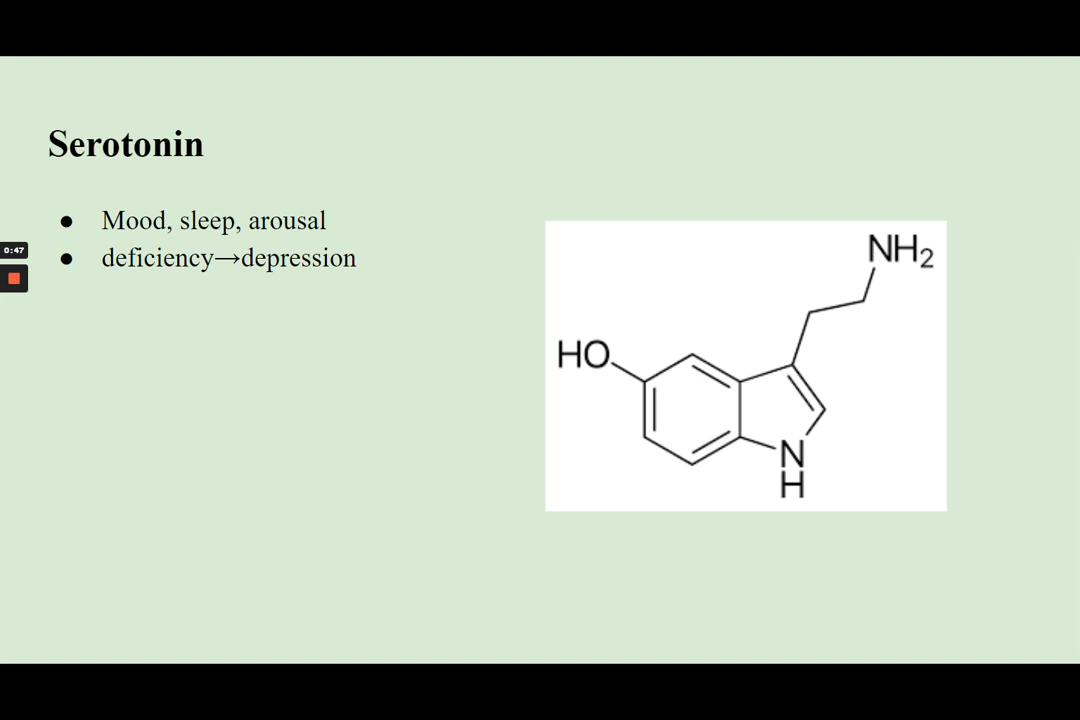 Serotonin
● Mood, sleep, arousal
● deficiency→depression
0:47
NH₂
HO
N
H